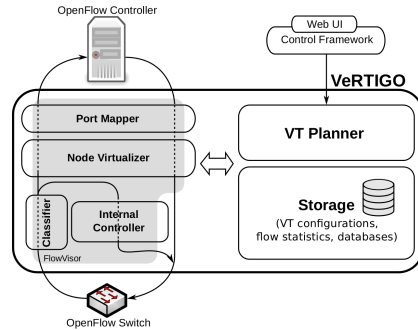 OpenFlow Controller
Web UI
Control Framework
VeRTIGO
Port Mapper
Node Virtualizer
VT Planner
Classifier
Internal
Controller
FlowVisor
Storage
(VT configurations,
flow statistics, databases)
OpenFlow Switch